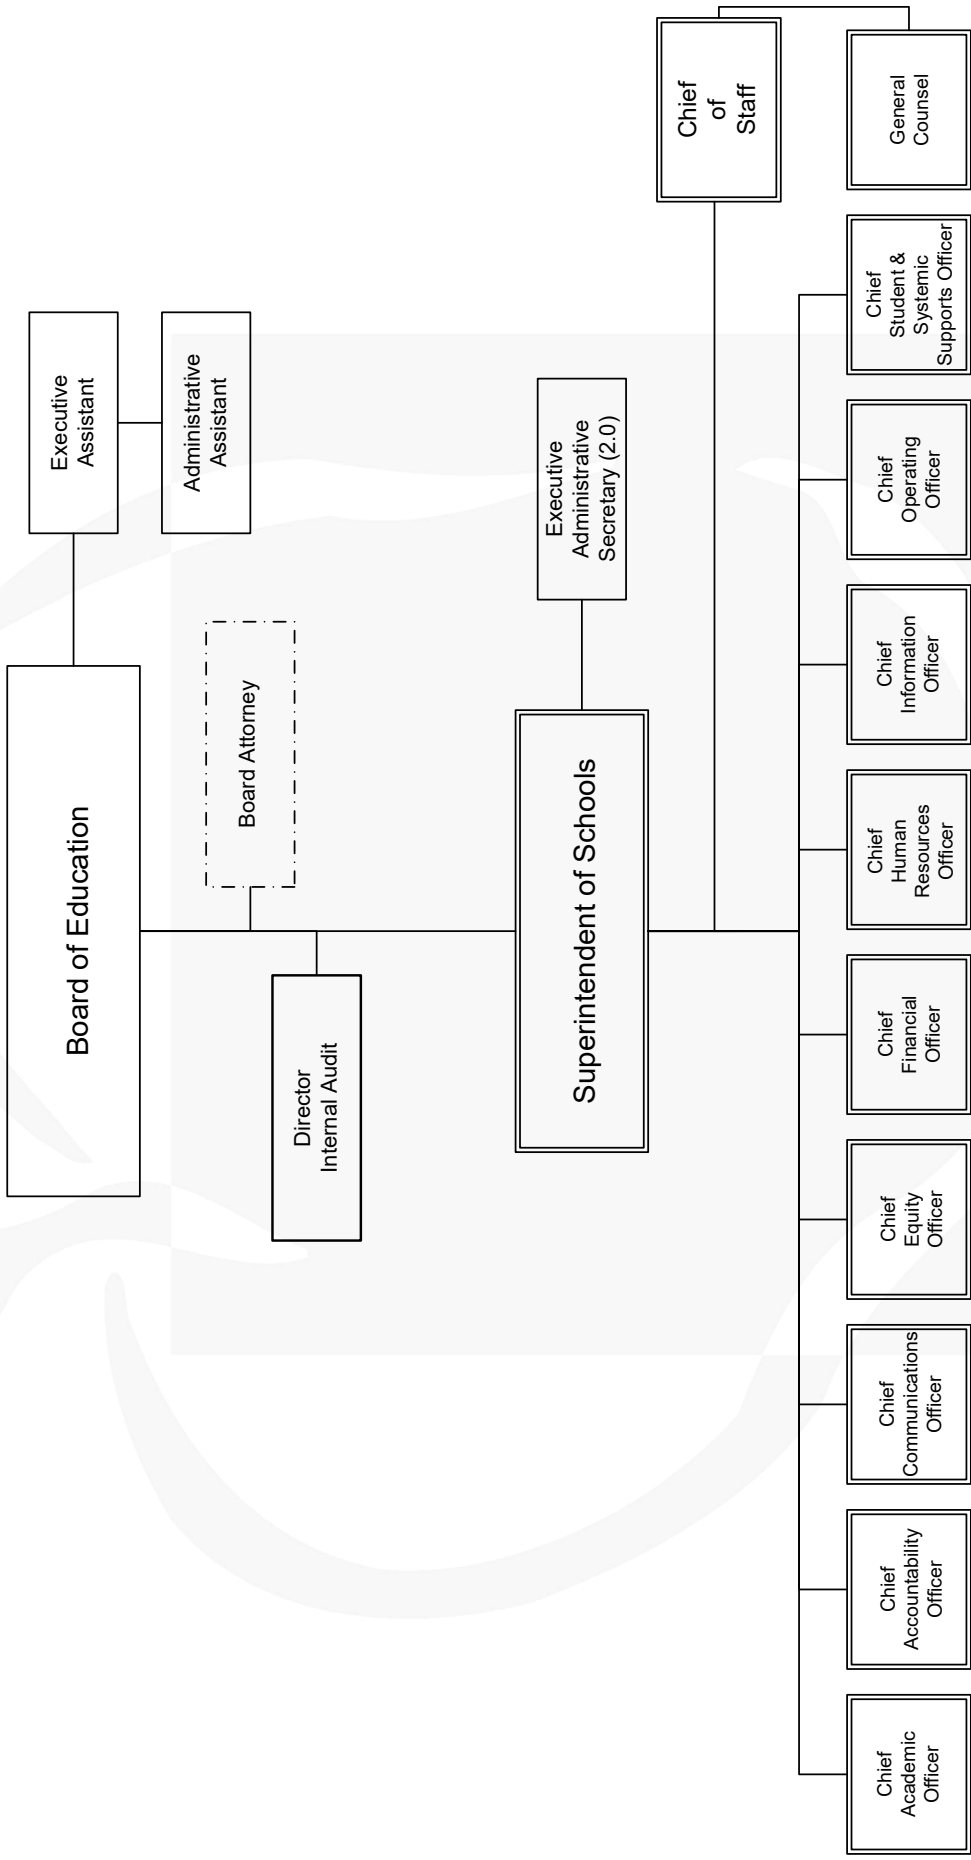 Board of Education
Executive
Assistant
Administrative
Assistant
Board Attorney
Director
Internal Audit
Superintendent of Schools
Executive
Administrative
Secretary (2.0)
Chief
of
Staff
Chief
Academic
Officer
Chief
Accountability
Officer
Chief
Communications
Officer
Chief
Equity
Officer
Chief
Financial
Officer
Chief
Human
Resources
Officer
Chief
Information
Officer
Chief
Operating
Officer
Chief
Student &
Systemic
Supports Officer
General
Counsel